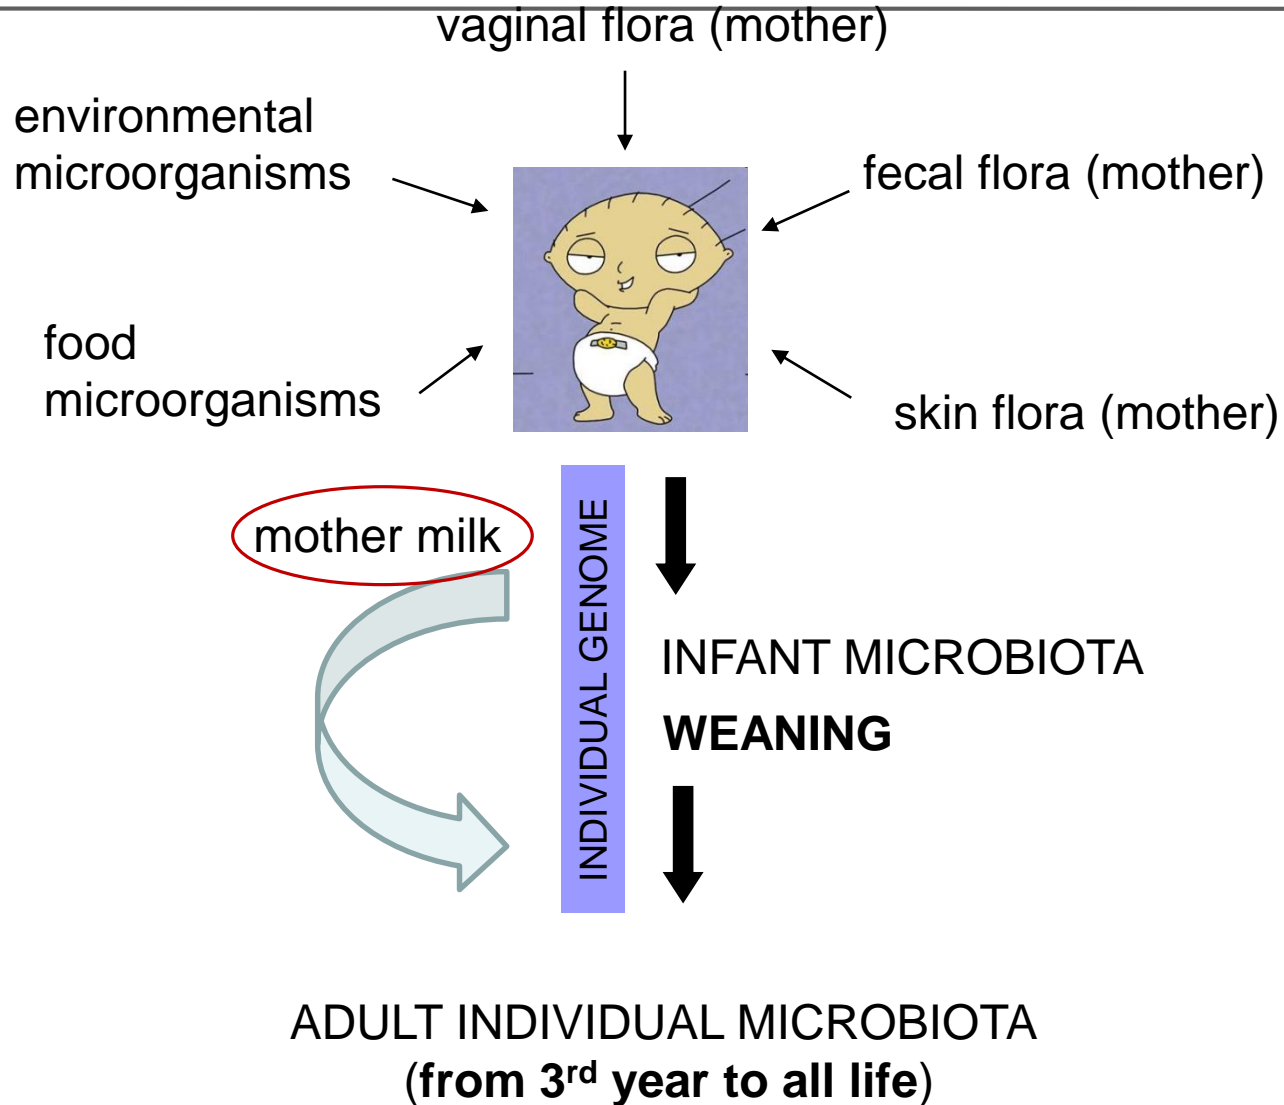 vaginal flora (mother)
environmental
microorganisms
fecal flora (mother)
food
microorganisms
skin flora (mother)
mother milk
INDIVIDUAL GENOME
INFANT MICROBIOTA
WEANING
ADULT INDIVIDUAL MICROBIOTA
(from 3rd year to all life)